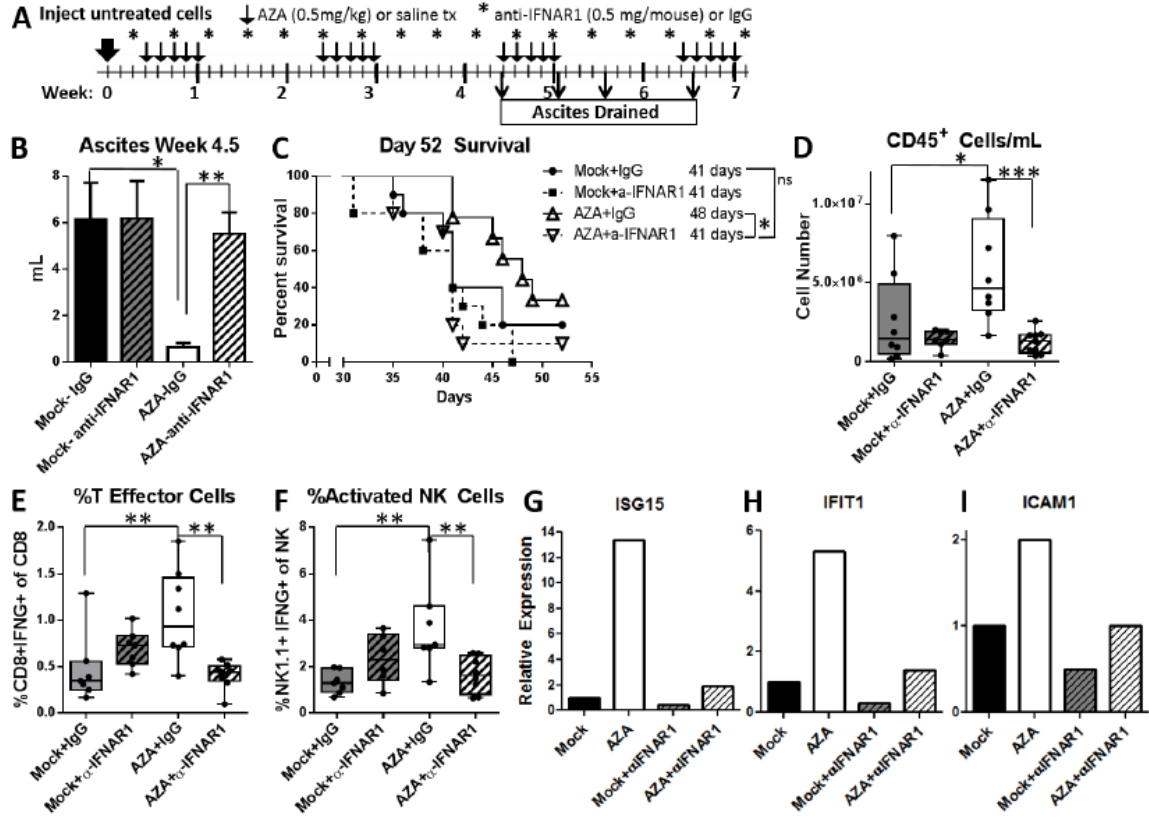 A
Inject untreated cells
AZA (0.5mg/kg) or saline tx
* anti-IFNAR1 (0.5 mg/mouse) or IgG
* * * * * * * * * * * * * * * *
Week: 0 1 2 3 4 5 6 7
Ascites Drained
B
Ascites Week 4.5
*
**
mL
8
6
4
2
0
Mock- IgG
Mock- anti-IFNAR1
AZA-IgG
AZA-anti-IFNAR1
C
Day 52 Survival
Mock+IgG 41 days
Mock+a-IFNAR1 41 days
AZA+IgG 48 days
AZA+a-IFNAR1 41 days
ns
*
Percent survival
100
80
60
40
20
0
0 30 35 40 45 50 55
Days
D
CD45+ Cells/mL
*
***
Cell Number
1.0×10⁷
5.0×10⁶
0
Mock+IgG
Mock+α-IFNAR1
AZA+IgG
AZA+α-IFNAR1
E
%T Effector Cells
**
**
%CD8+IFNG+ of CD8
2.0
1.5
1.0
0.5
0.0
Mock+IgG
Mock+α-IFNAR1
AZA+IgG
AZA+α-IFNAR1
F
%Activated NK Cells
**
**
%NK1.1+ IFNG+ of NK
8
6
4
2
0
Mock+IgG
Mock+α-IFNAR1
AZA+IgG
AZA+α-IFNAR1
G
ISG15
Relative Expression
14
12
10
8
6
4
2
0
Mock
AZA
Mock+αIFNAR1
AZA+αIFNAR1
H
IFIT1
6
4
2
0
Mock
AZA
Mock+αIFNAR1
AZA+αIFNAR1
I
ICAM1
2
1
0
Mock
AZA
Mock+αIFNAR1
AZA+αIFNAR1